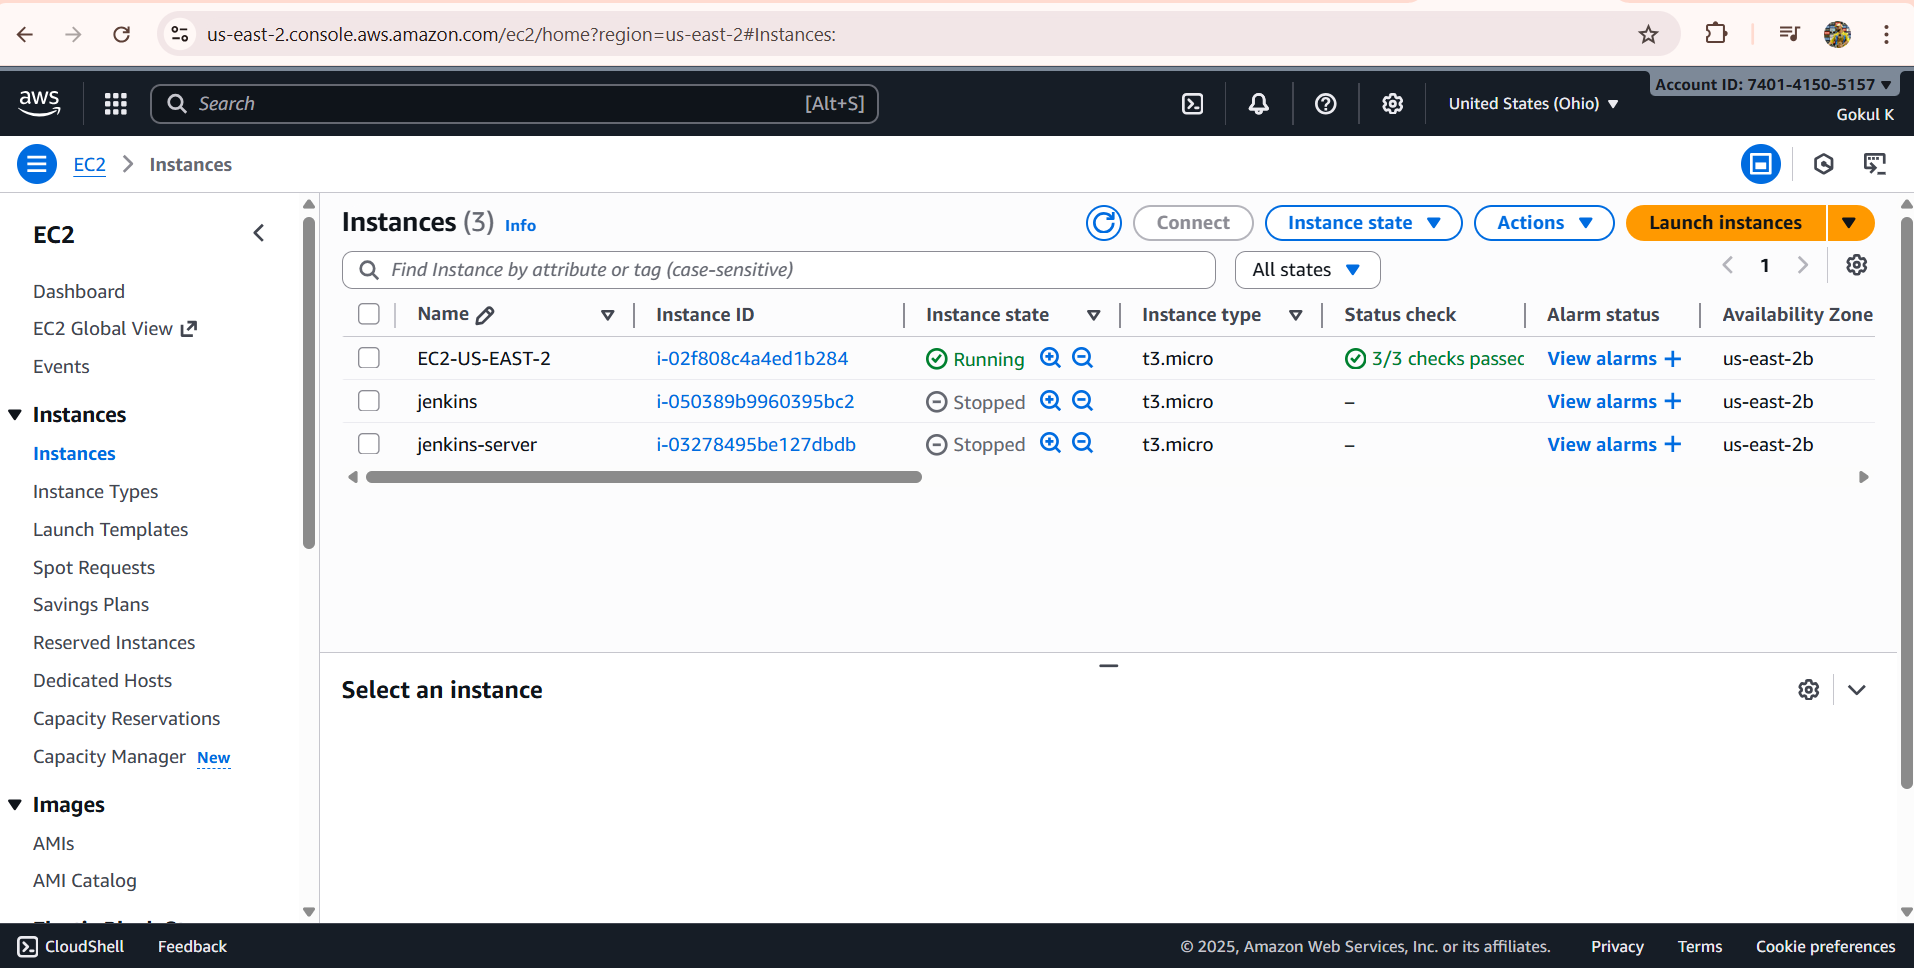 us-east-2.console.aws.amazon.com/ec2/home?region=us-east-2#Instances:
aws
Search
[Alt+S]
United States (Ohio)
Account ID: 7401-4150-5157
Gokul K
EC2
Instances
EC2
Dashboard
EC2 Global View
Events
Instances
Instances
Instance Types
Launch Templates
Spot Requests
Savings Plans
Reserved Instances
Dedicated Hosts
Capacity Reservations
Capacity Manager New
Images
AMIs
AMI Catalog
Instances (3) Info
Connect
Instance state
Actions
Launch instances
Find Instance by attribute or tag (case-sensitive)
All states
1
Name Instance ID Instance state Instance type Status check Alarm status Availability Zone
EC2-US-EAST-2 i-02f808c4a4ed1b284 Running t3.micro 3/3 checks passed View alarms + us-east-2b
jenkins i-050389b9960395bc2 Stopped t3.micro – View alarms + us-east-2b
jenkins-server i-03278495be127dbdb Stopped t3.micro – View alarms + us-east-2b
Select an instance
CloudShell Feedback
© 2025, Amazon Web Services, Inc. or its affiliates. Privacy Terms Cookie preferences